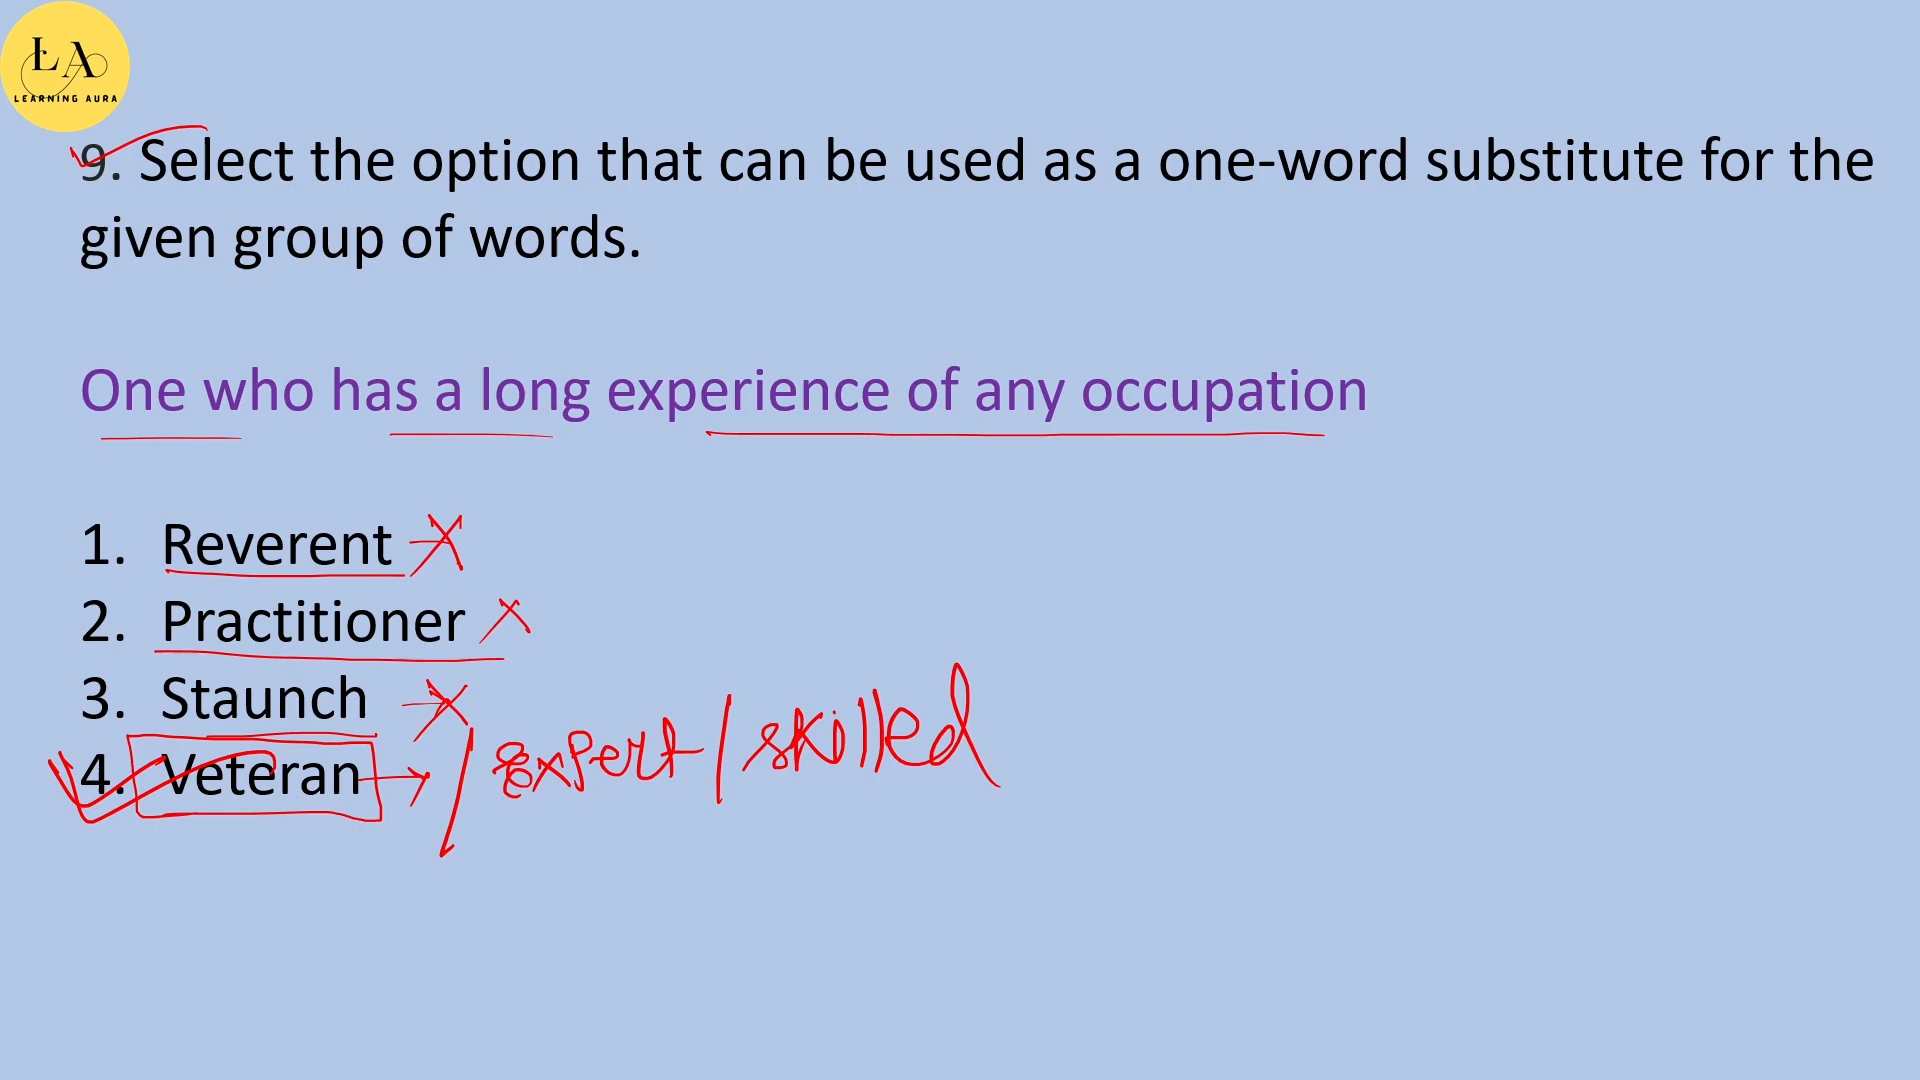 LA
LEARNING AURA
9. Select the option that can be used as a one-word substitute for the
given group of words.
One who has a long experience of any occupation
1. Reverent
2. Practitioner
3. Staunch
4. Veteran
expert/skilled